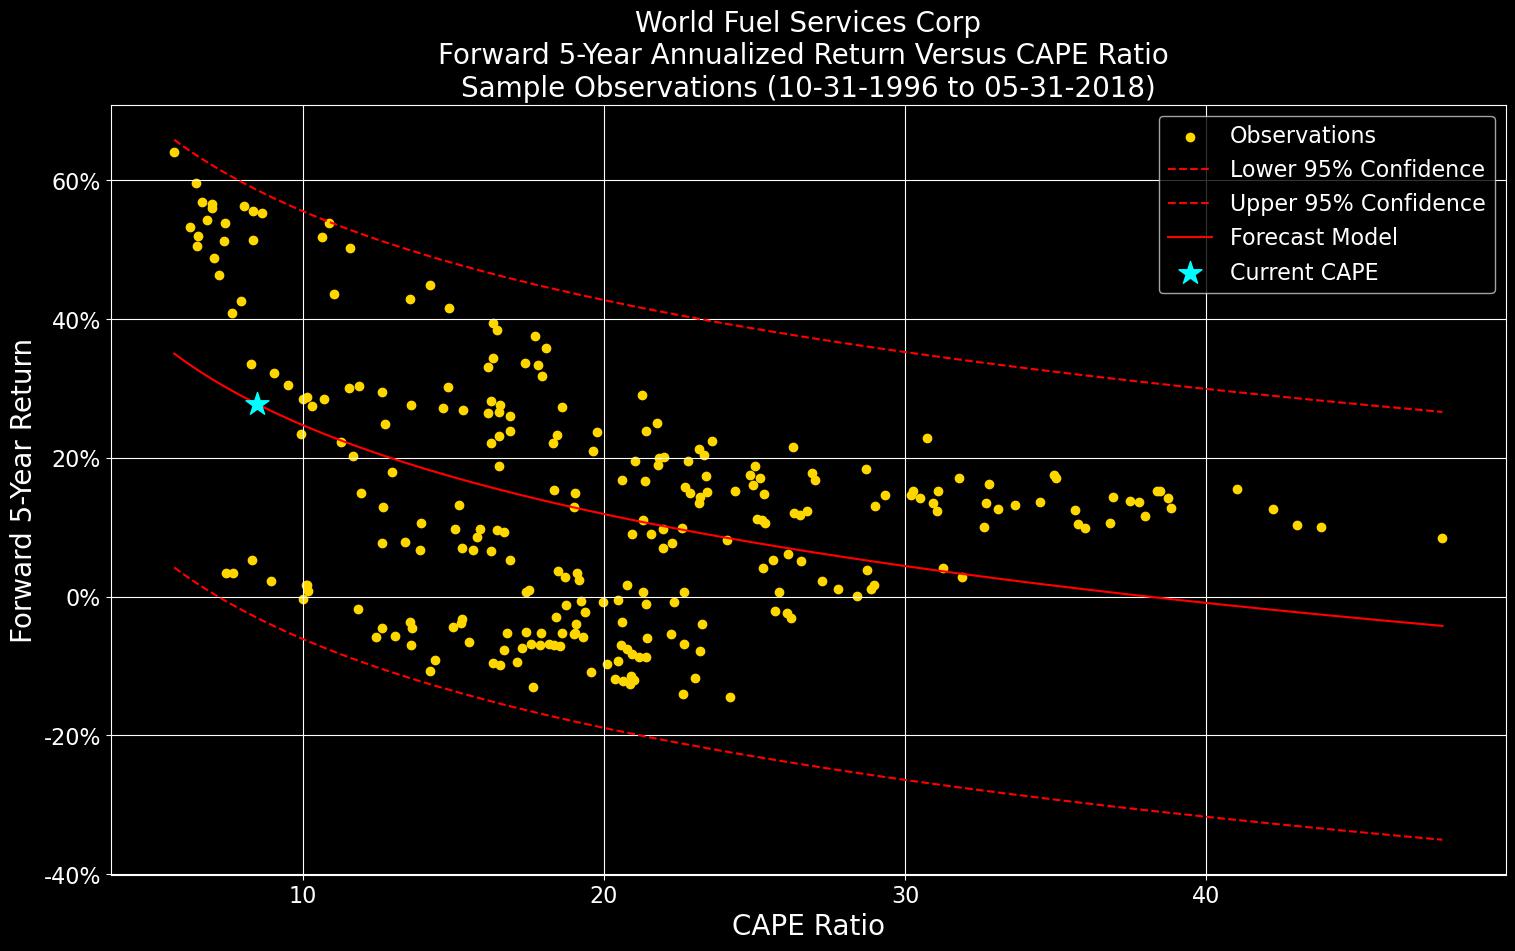 World Fuel Services Corp
Forward 5-Year Annualized Return Versus CAPE Ratio
Sample Observations (10-31-1996 to 05-31-2018)
Observations
Lower 95% Confidence
Upper 95% Confidence
Forecast Model
Current CAPE
Forward 5-Year Return
60%
40%
20%
0%
-20%
-40%
10 20 30 40
CAPE Ratio